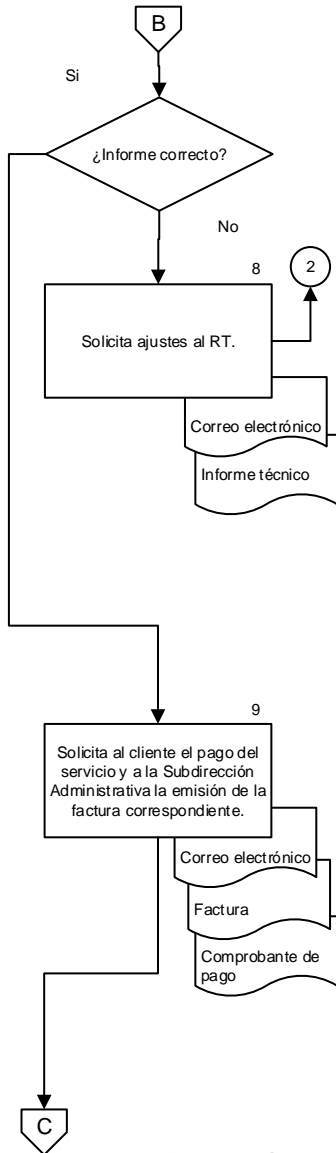 B
Si
¿Informe correcto?
No
8
2
Solicita ajustes al RT.
Correo electrónico
Informe técnico
9
Solicita al cliente el pago del
servicio y a la Subdirección
Administrativa la emisión de la
factura correspondiente.
Correo electrónico
Factura
Comprobante de
pago
C